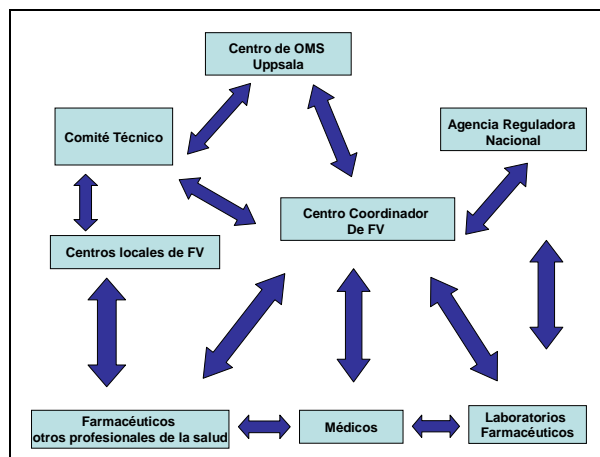 Centro de OMS
Uppsala
Comité Técnico
Agencia Reguladora
Nacional
Centro Coordinador
De FV
Centros locales de FV
Farmacéuticos
otros profesionales de la salud
Médicos
Laboratorios
Farmacéuticos